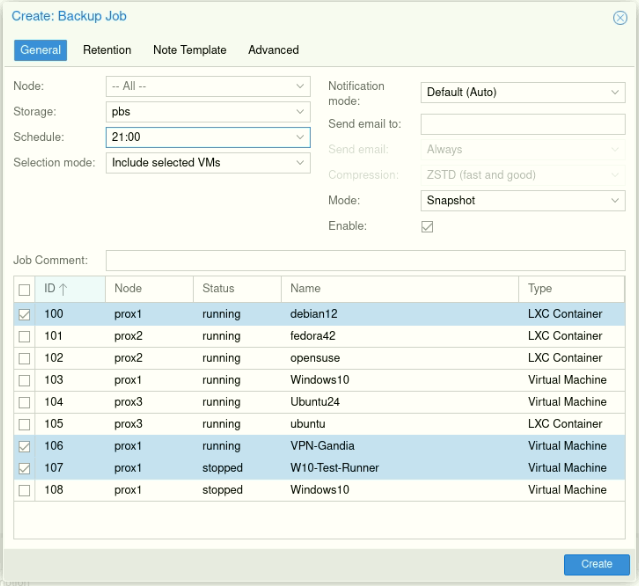 Create: Backup Job
General Retention Note Template Advanced
Node: -- All --
Storage: pbs
Schedule: 21:00
Selection mode: Include selected VMs
Notification
mode: Default (Auto)
Send email to:
Send email: Always
Compression: ZSTD (fast and good)
Mode: Snapshot
Enable:
Job Comment:
ID Node Status Name Type
100 prox1 running debian12 LXC Container
101 prox2 running fedora42 LXC Container
102 prox2 running opensuse LXC Container
103 prox1 running Windows10 Virtual Machine
104 prox3 running Ubuntu24 Virtual Machine
105 prox3 running ubuntu LXC Container
106 prox1 running VPN-Gandia Virtual Machine
107 prox1 stopped W10-Test-Runner Virtual Machine
108 prox1 stopped Windows10 Virtual Machine
Create